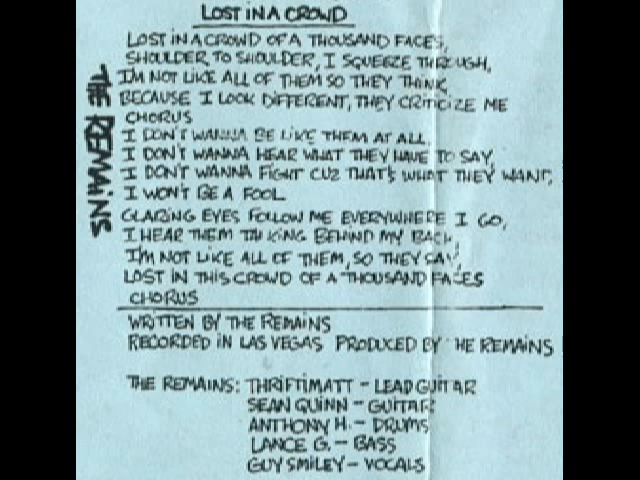 LOST IN A CROWD
LOST IN A CROWD OF A THOUSAND FACES,
SHOULDER TO SHOULDER, I SQUEEZE THROUGH,
I'M NOT LIKE ALL OF THEM SO THEY THINK
BECAUSE I LOOK DIFFERENT, THEY CRITICIZE ME
CHORUS
I DON'T WANNA BE LIKE THEM AT ALL
I DON'T WANNA HEAR WHAT THEY HAVE TO SAY,
I DON'T WANNA FIGHT CUZ THAT'S WHAT THEY WANT,
I WON'T BE A FOOL
GLARING EYES FOLLOW ME EVERYWHERE I GO,
I HEAR THEM TALKING BEHIND MY BACK,
I'M NOT LIKE ALL OF THEM, SO THEY SAY,
LOST IN THIS CROWD OF A THOUSAND FACES
CHORUS
THE REMAINS
WRITTEN BY THE REMAINS
RECORDED IN LAS VEGAS PRODUCED BY THE REMAINS
THE REMAINS: THRIFTIMATT - LEAD GUITAR
SEAN QUINN - GUITAR
ANTHONY H. - DRUMS
LANCE G. - BASS
GUY SMILEY - VOCALS